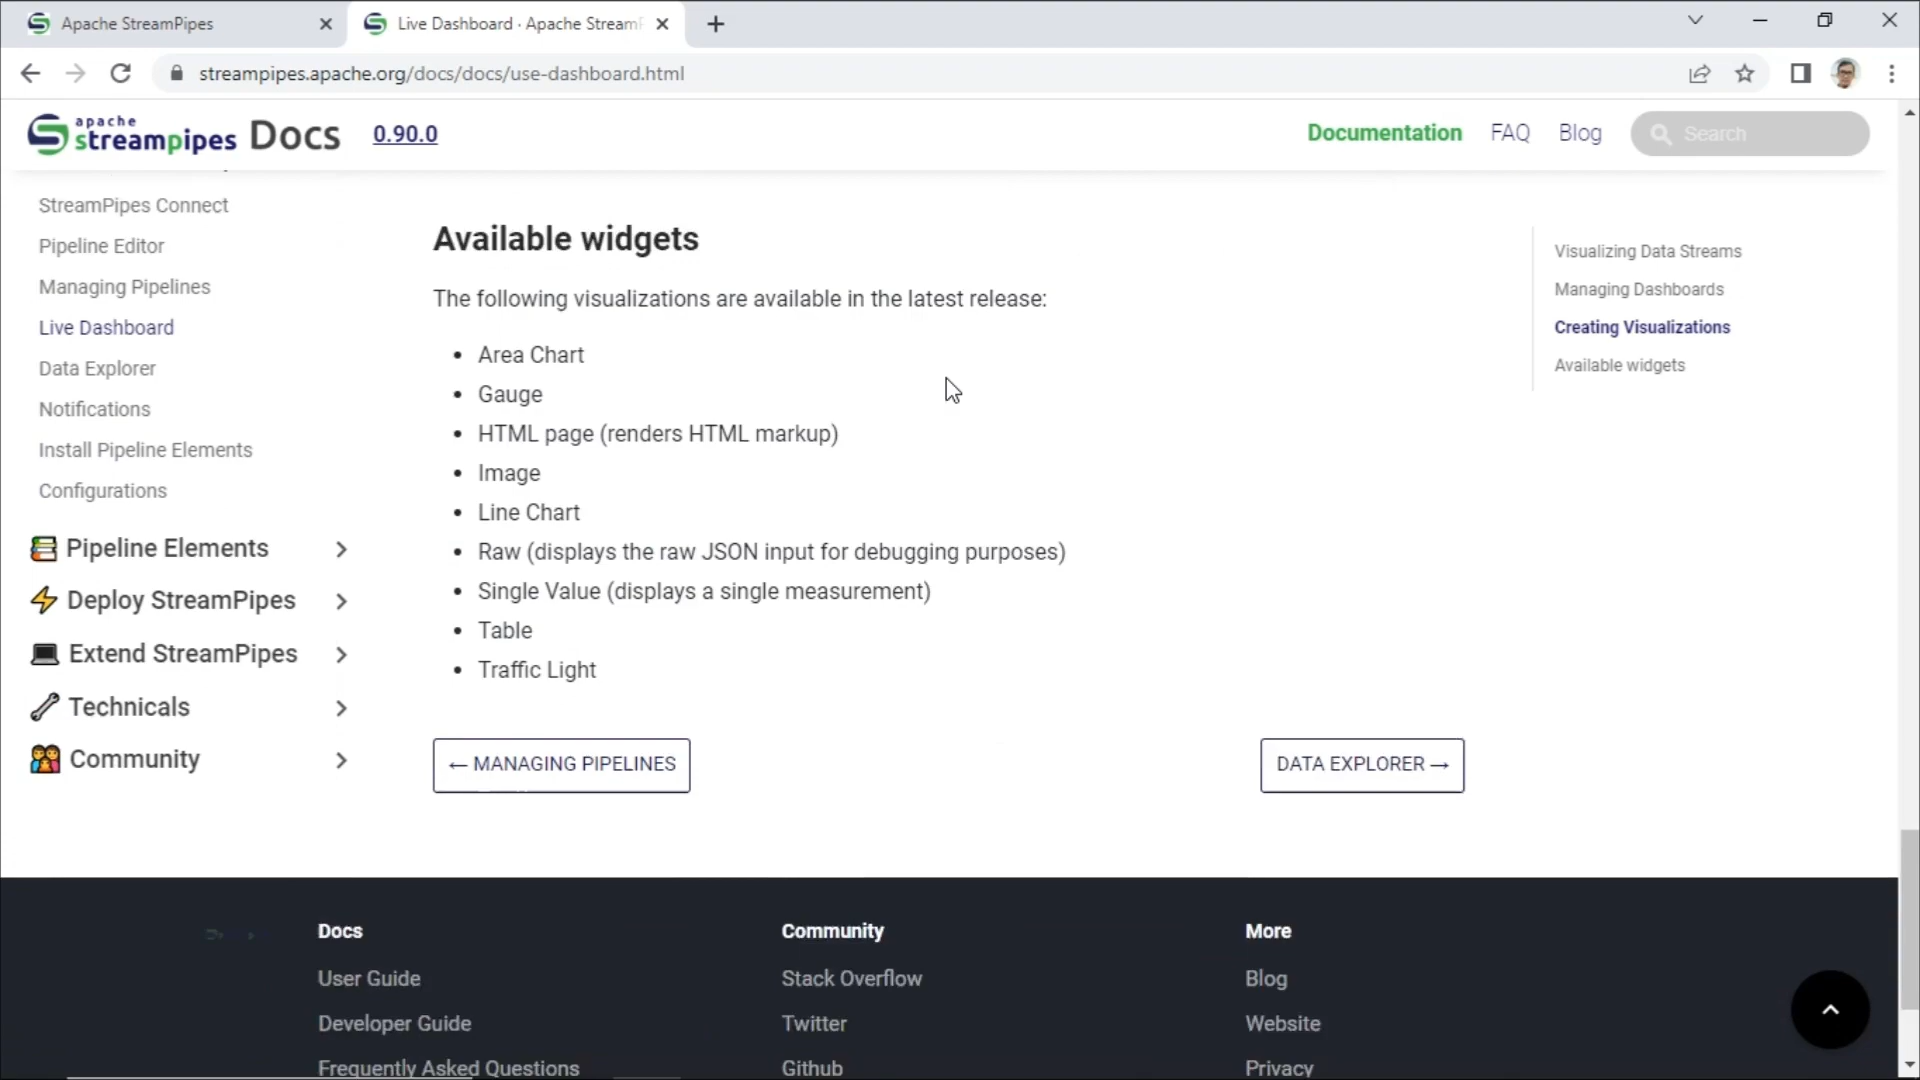 Apache StreamPipes
Live Dashboard · Apache Stream
streampipes.apache.org/docs/docs/use-dashboard.html
apache
streampipes Docs 0.90.0
Documentation FAQ Blog Search
StreamPipes Connect
Pipeline Editor
Managing Pipelines
Live Dashboard
Data Explorer
Notifications
Install Pipeline Elements
Configurations
Pipeline Elements
Deploy StreamPipes
Extend StreamPipes
Technicals
Community
Available widgets
The following visualizations are available in the latest release:
• Area Chart
• Gauge
• HTML page (renders HTML markup)
• Image
• Line Chart
• Raw (displays the raw JSON input for debugging purposes)
• Single Value (displays a single measurement)
• Table
• Traffic Light
← MANAGING PIPELINES
DATA EXPLORER →
Visualizing Data Streams
Managing Dashboards
Creating Visualizations
Available widgets
Docs
User Guide
Developer Guide
Frequently Asked Questions
Community
Stack Overflow
Twitter
Github
More
Blog
Website
Privacy